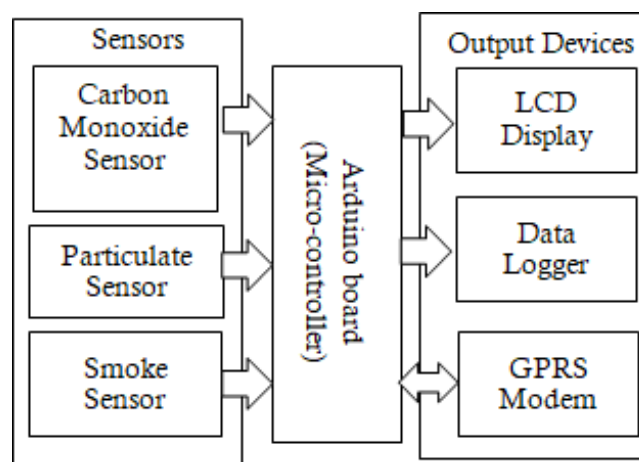 Sensors
Carbon
Monoxide
Sensor
Particulate
Sensor
Smoke
Sensor
Arduino board
(Micro-controller)
Output Devices
LCD
Display
Data
Logger
GPRS
Modem